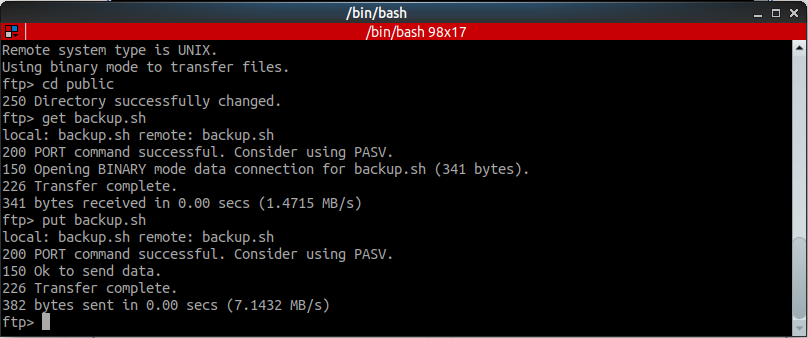 /bin/bash
/bin/bash 98x17
Remote system type is UNIX.
Using binary mode to transfer files.
ftp> cd public
250 Directory successfully changed.
ftp> get backup.sh
local: backup.sh remote: backup.sh
200 PORT command successful. Consider using PASV.
150 Opening BINARY mode data connection for backup.sh (341 bytes).
226 Transfer complete.
341 bytes received in 0.00 secs (1.4715 MB/s)
ftp> put backup.sh
local: backup.sh remote: backup.sh
200 PORT command successful. Consider using PASV.
150 Ok to send data.
226 Transfer complete.
382 bytes sent in 0.00 secs (7.1432 MB/s)
ftp>